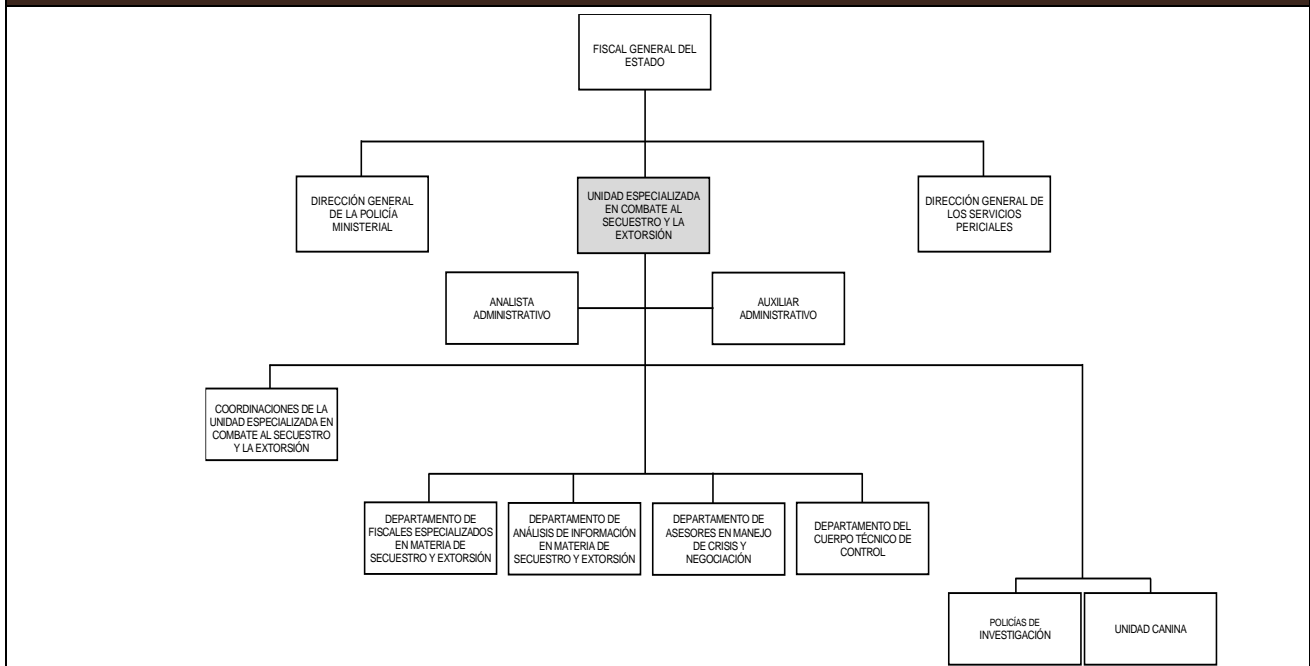 FISCAL GENERAL DEL
ESTADO
DIRECCIÓN GENERAL
DE LA POLICÍA
MINISTERIAL
UNIDAD ESPECIALIZADA
EN COMBATE AL
SECUESTRO Y LA
EXTORSIÓN
DIRECCIÓN GENERAL DE
LOS SERVICIOS
PERICIALES
ANALISTA
ADMINISTRATIVO
AUXILIAR
ADMINISTRATIVO
COORDINACIONES DE LA
UNIDAD ESPECIALIZADA EN
COMBATE AL SECUESTRO
Y LA EXTORSIÓN
DEPARTAMENTO DE
FISCALES ESPECIALIZADOS
EN MATERIA DE
SECUESTRO Y EXTORSIÓN
DEPARTAMENTO DE
ANÁLISIS DE INFORMACIÓN
EN MATERIA DE
SECUESTRO Y EXTORSIÓN
DEPARTAMENTO DE
ASESORES EN MANEJO
DE CRISIS Y
NEGOCIACIÓN
DEPARTAMENTO DEL
CUERPO TÉCNICO DE
CONTROL
POLICÍAS DE
INVESTIGACIÓN
UNIDAD CANINA